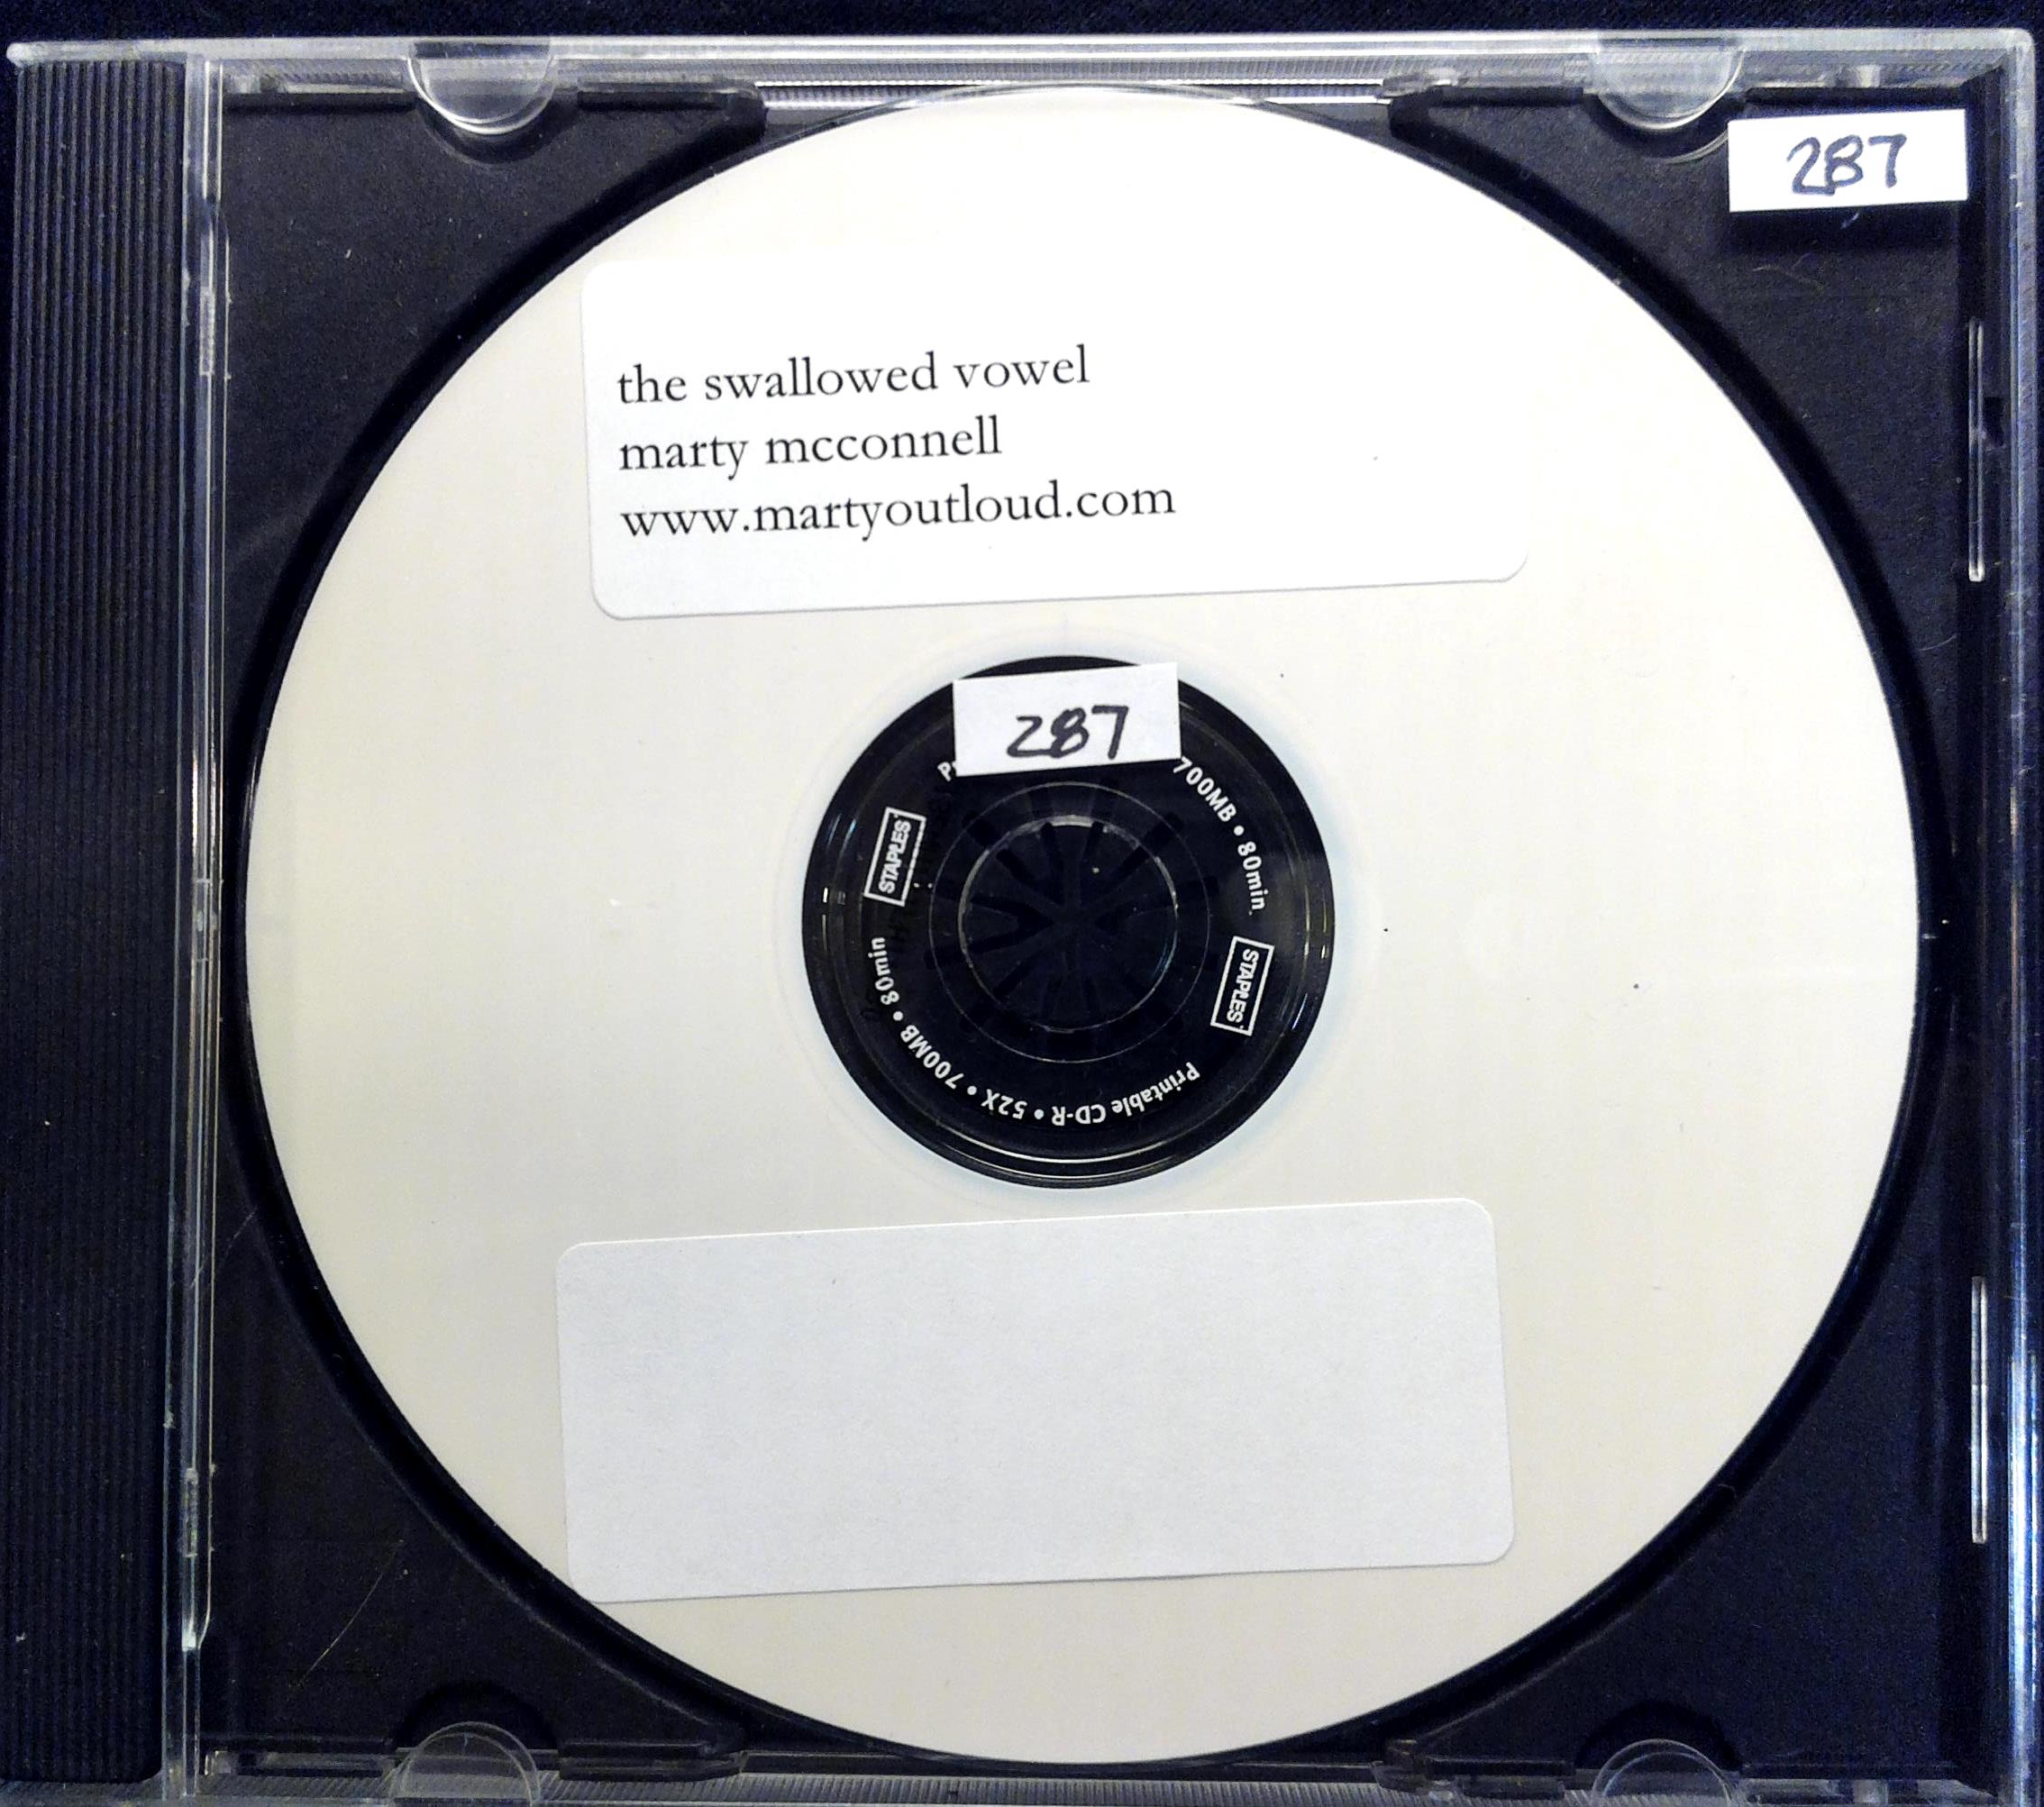 287
the swallowed vowel
marty mcconnell
www.martyoutloud.com
287
700MB • 80min
STAPLES
Printable CD-R • 52X • 700MB • 80min
STAPLES